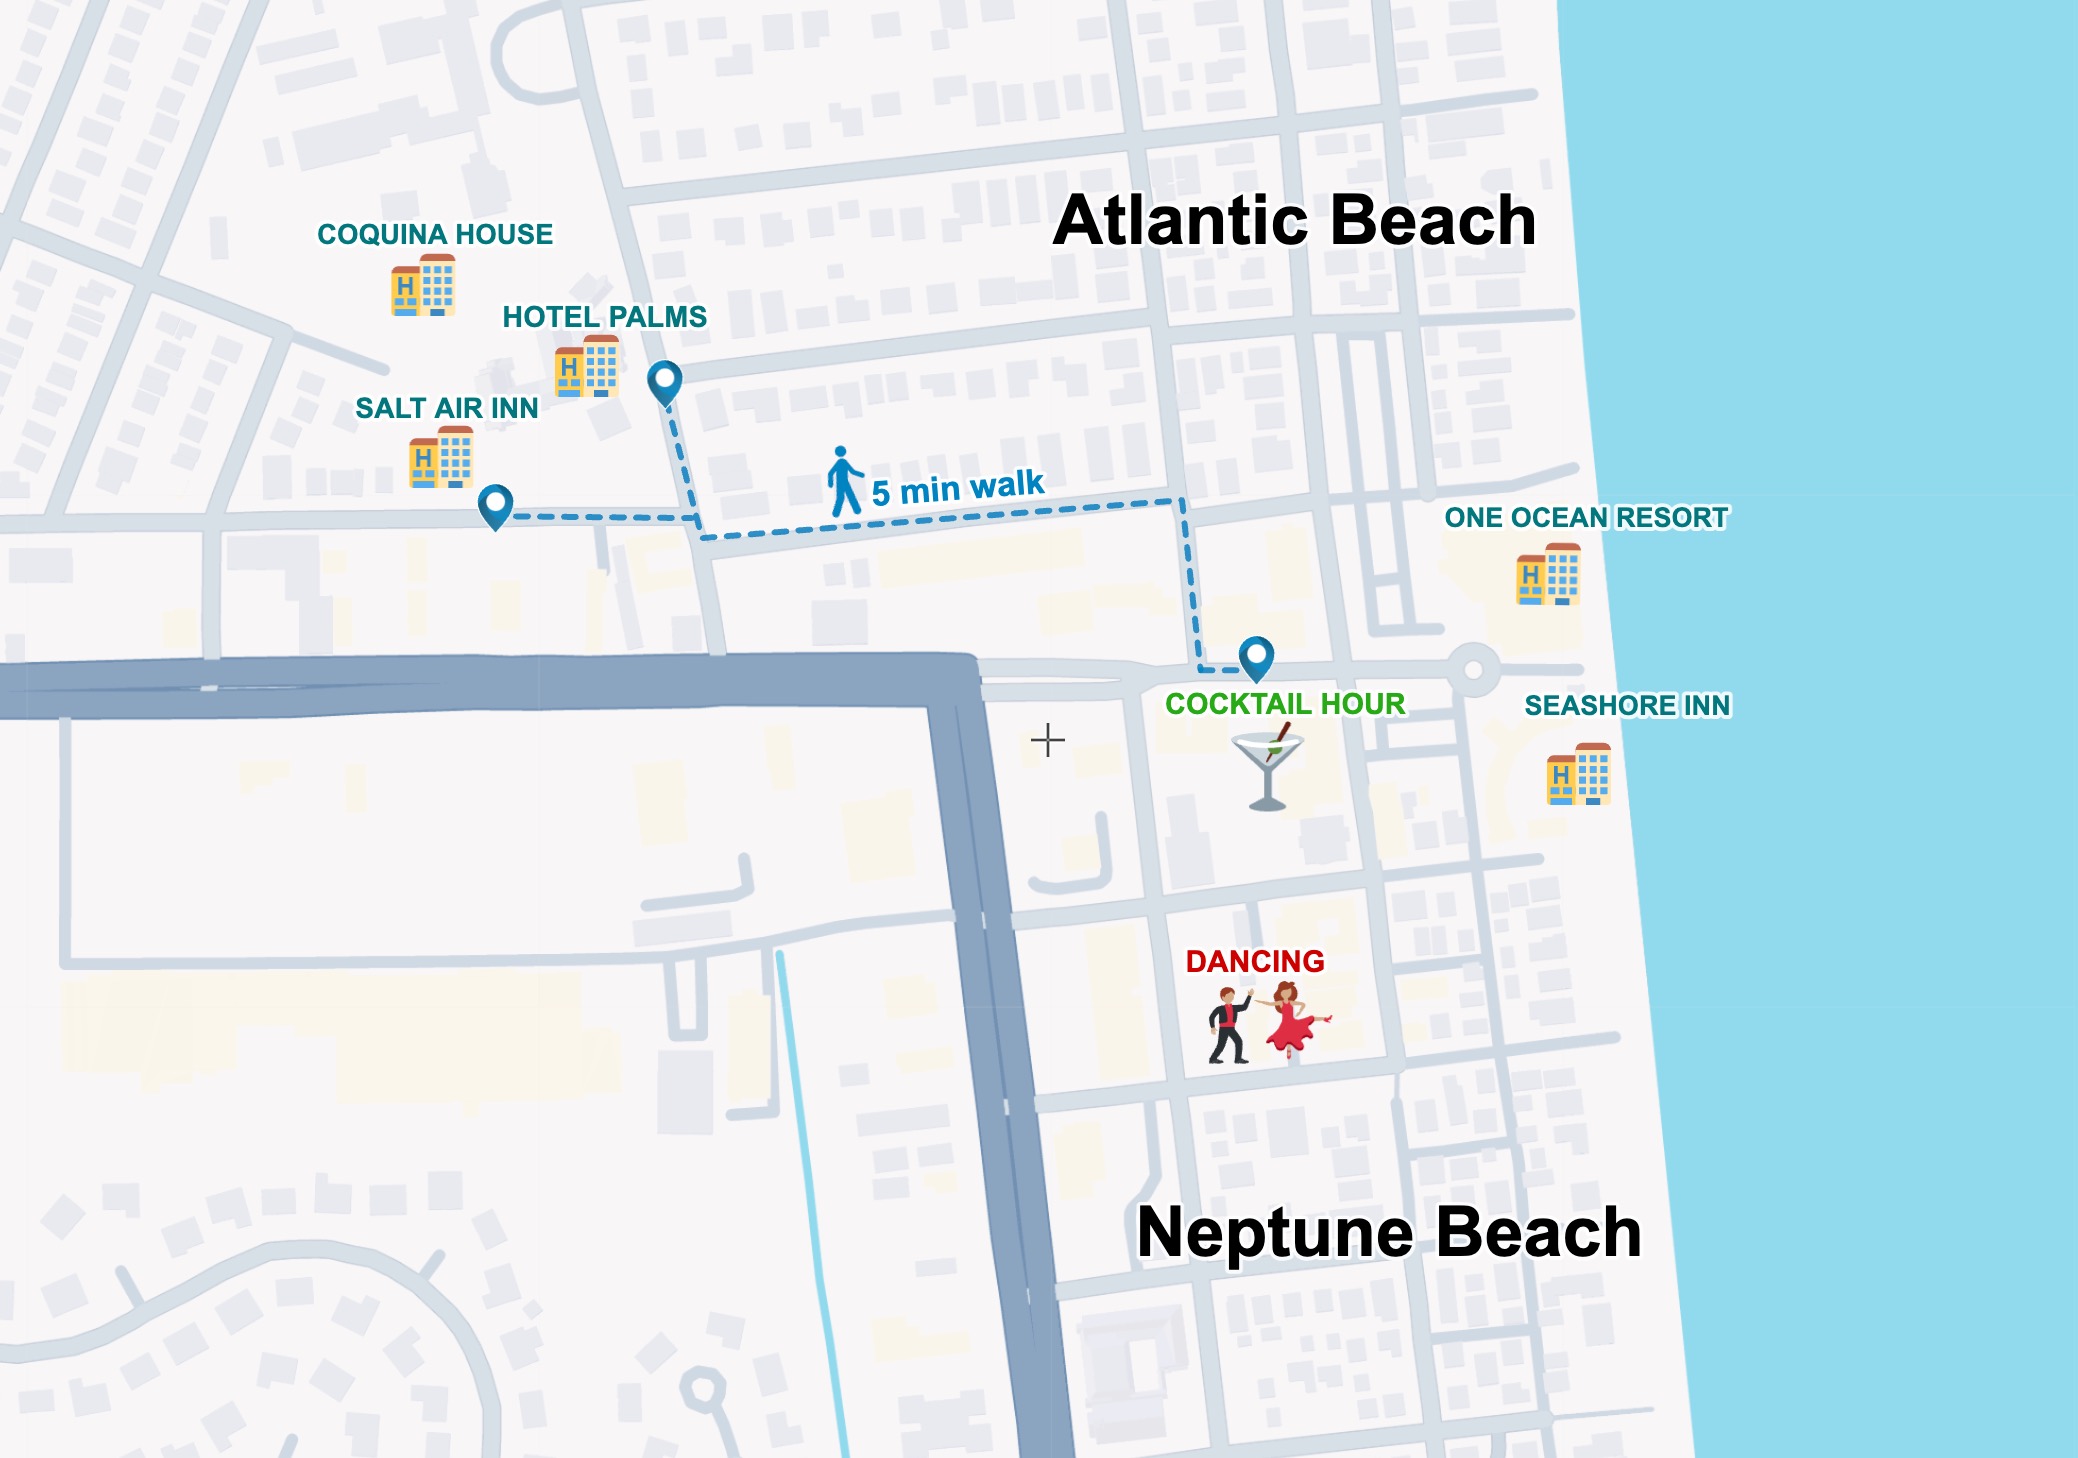 Atlantic Beach
COQUINA HOUSE
HOTEL PALMS
SALT AIR INN
5 min walk
ONE OCEAN RESORT
COCKTAIL HOUR
SEASHORE INN
DANCING
Neptune Beach
H
H
H
H
H